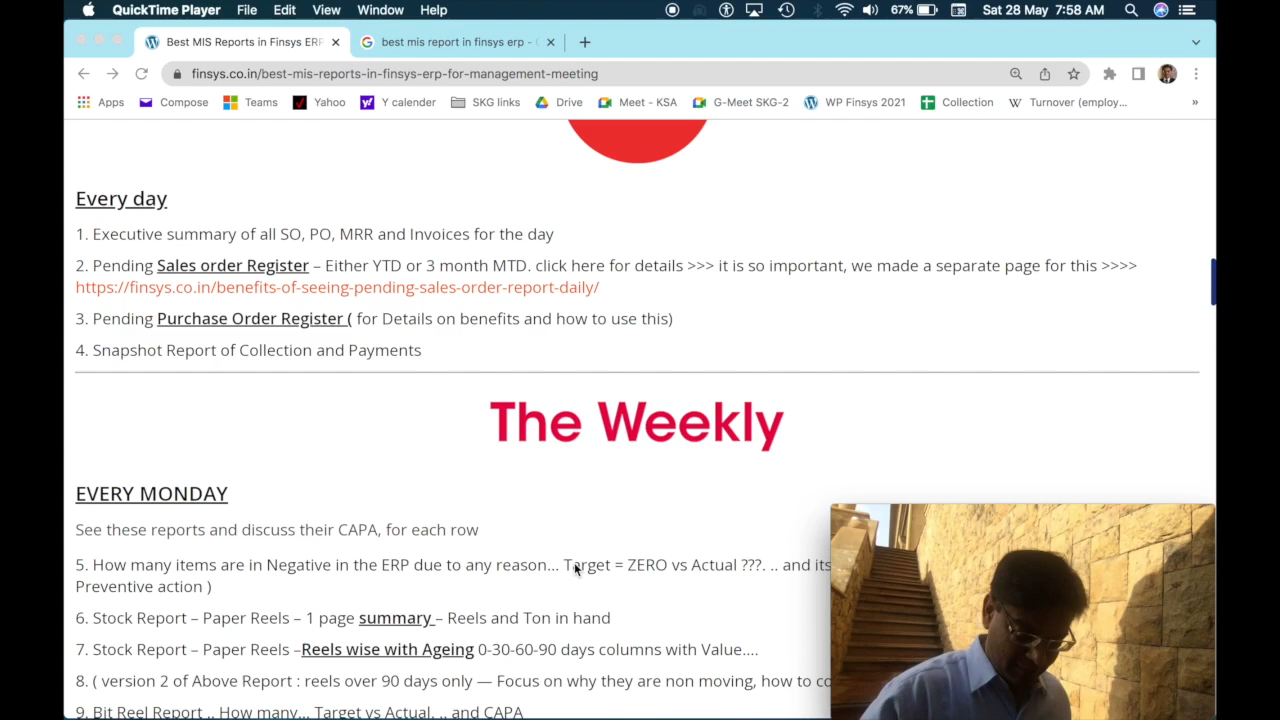 QuickTime Player File Edit View Window Help 67% Sat 28 May 7:58 AM
Best MIS Reports in Finsys ERP best mis report in finsys erp -
finsys.co.in/best-mis-reports-in-finsys-erp-for-management-meeting
Apps Compose Teams Yahoo Y calender SKG links Drive Meet - KSA G-Meet SKG-2 WP Finsys 2021 Collection Turnover (employ... »
Every day
1. Executive summary of all SO, PO, MRR and Invoices for the day
2. Pending Sales order Register – Either YTD or 3 month MTD. click here for details >>> it is so important, we made a separate page for this >>>>
https://finsys.co.in/benefits-of-seeing-pending-sales-order-report-daily/
3. Pending Purchase Order Register ( for Details on benefits and how to use this)
4. Snapshot Report of Collection and Payments
The Weekly
EVERY MONDAY
See these reports and discuss their CAPA, for each row
5. How many items are in Negative in the ERP due to any reason... Target = ZERO vs Actual ???. .. and its
Preventive action )
6. Stock Report – Paper Reels – 1 page summary – Reels and Ton in hand
7. Stock Report – Paper Reels –Reels wise with Ageing 0-30-60-90 days columns with Value....
8. ( version 2 of Above Report : reels over 90 days only — Focus on why they are non moving, how to
9. Bit Reel Report .. How many... Target vs Actual. .. and CAPA